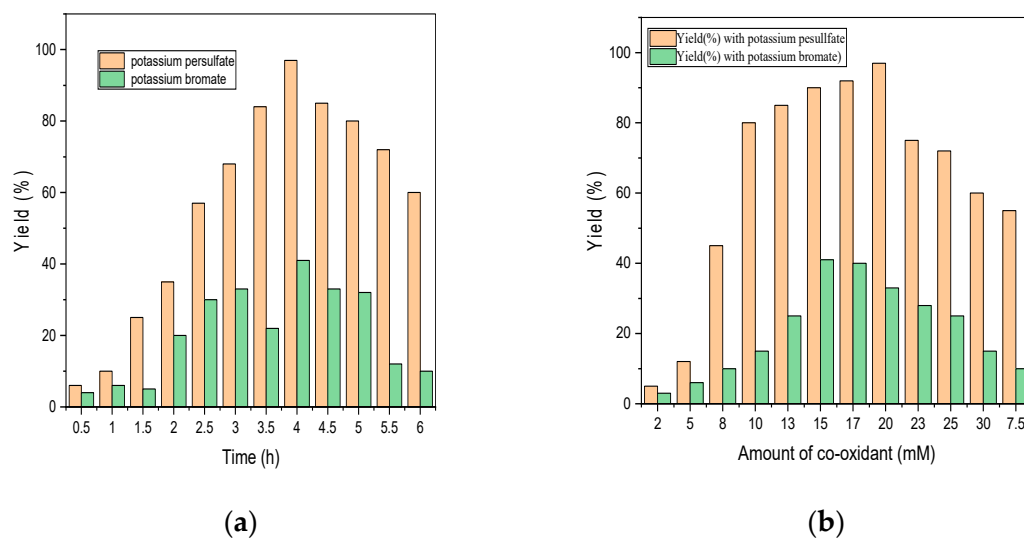 100
80
60
40
20
0
Yield (%)
potassium persulfate
potassium bromate
0.5 1 1.5 2 2.5 3 3.5 4 4.5 5 5.5 6
Time (h)
(a)
100
80
60
40
20
0
Yield (%)
Yield(%) with potassium pesullfate
Yield(%) with potassium bromate)
2 5 8 10 13 15 17 20 23 25 30 7.5
Amount of co-oxidant (mM)
(b)